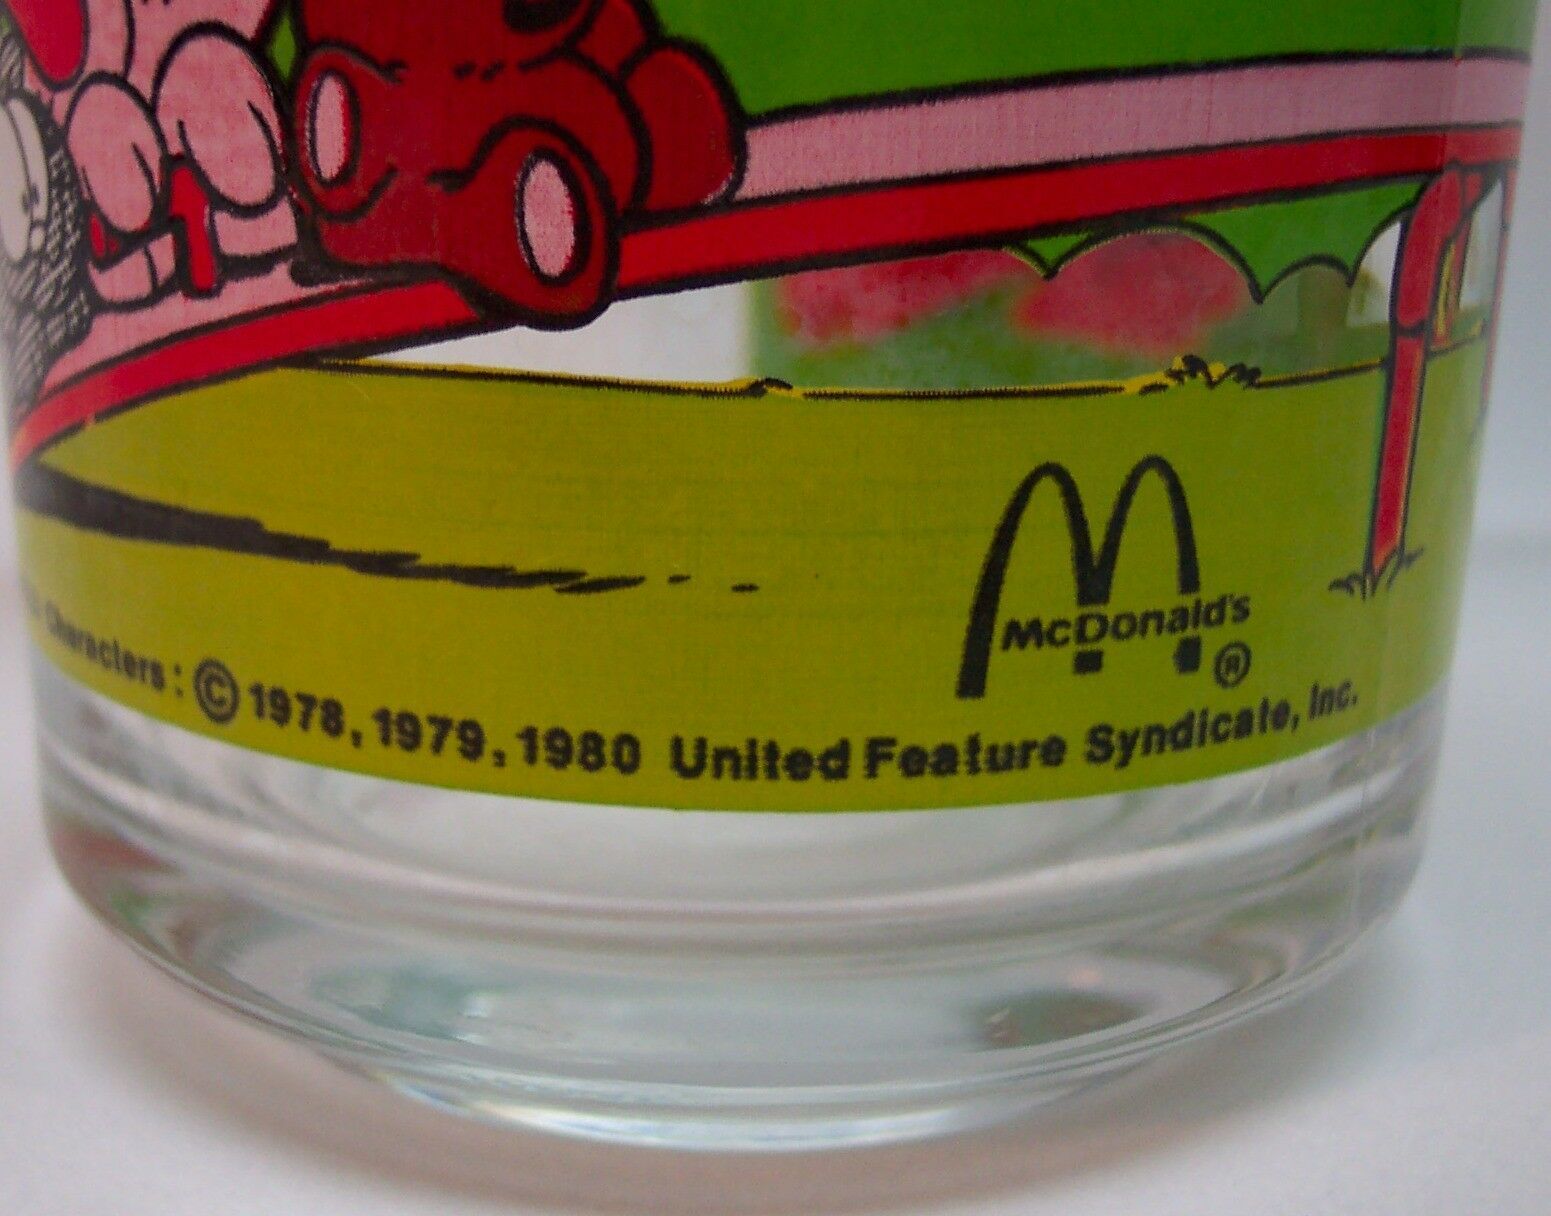 McDonald's
®
Characters: © 1978, 1979, 1980 United Feature Syndicate, Inc.